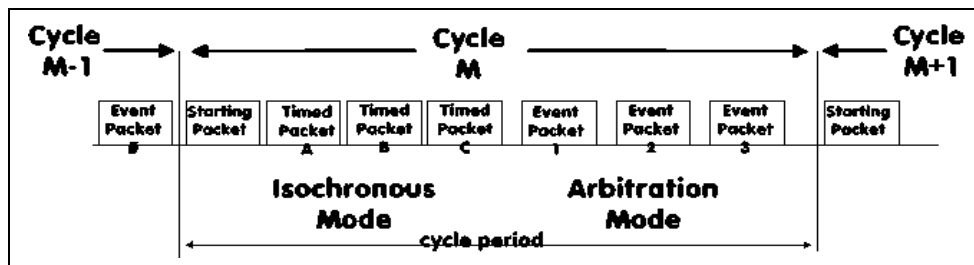 Cycle
M-1
Cycle
M
Cycle
M+1
Event
Packet
Starting
Packet
Timed
Packet
A
Timed
Packet
B
Timed
Packet
C
Event
Packet
1
Event
Packet
2
Event
Packet
3
Starting
Packet
Isochronous
Mode
Arbitration
Mode
cycle period